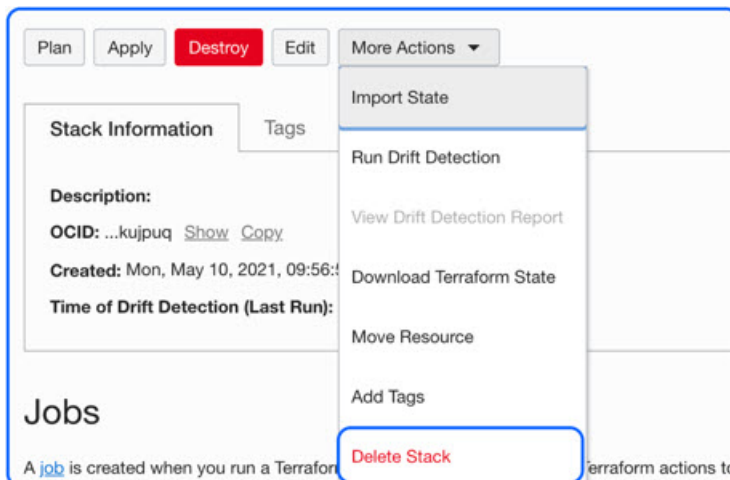 Plan Apply Destroy Edit More Actions
Import State
Stack Information Tags
Run Drift Detection
Description:
View Drift Detection Report
OCID: ...kujpuq Show Copy
Created: Mon, May 10, 2021, 09:56:
Download Terraform State
Time of Drift Detection (Last Run):
Move Resource
Add Tags
Jobs
Delete Stack
A job is created when you run a Terraform actions to